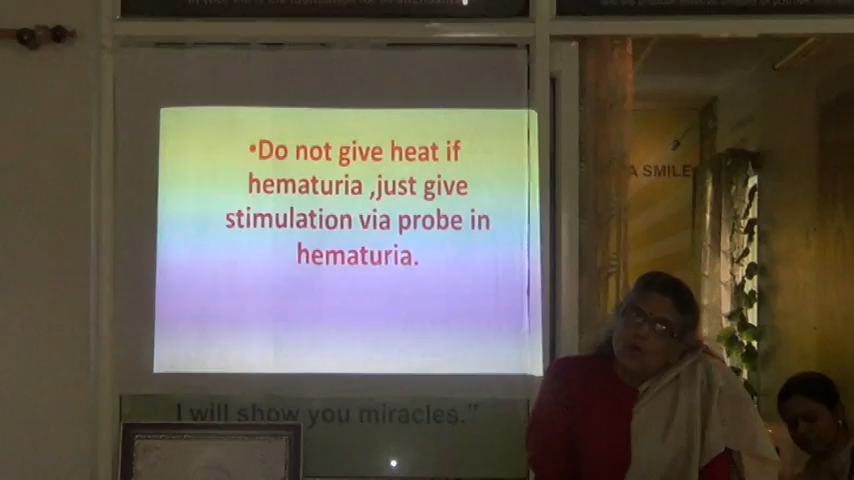 •Do not give heat if
hematuria ,just give
stimulation via probe in
hematuria.
A SMILE
I will show you miracles."